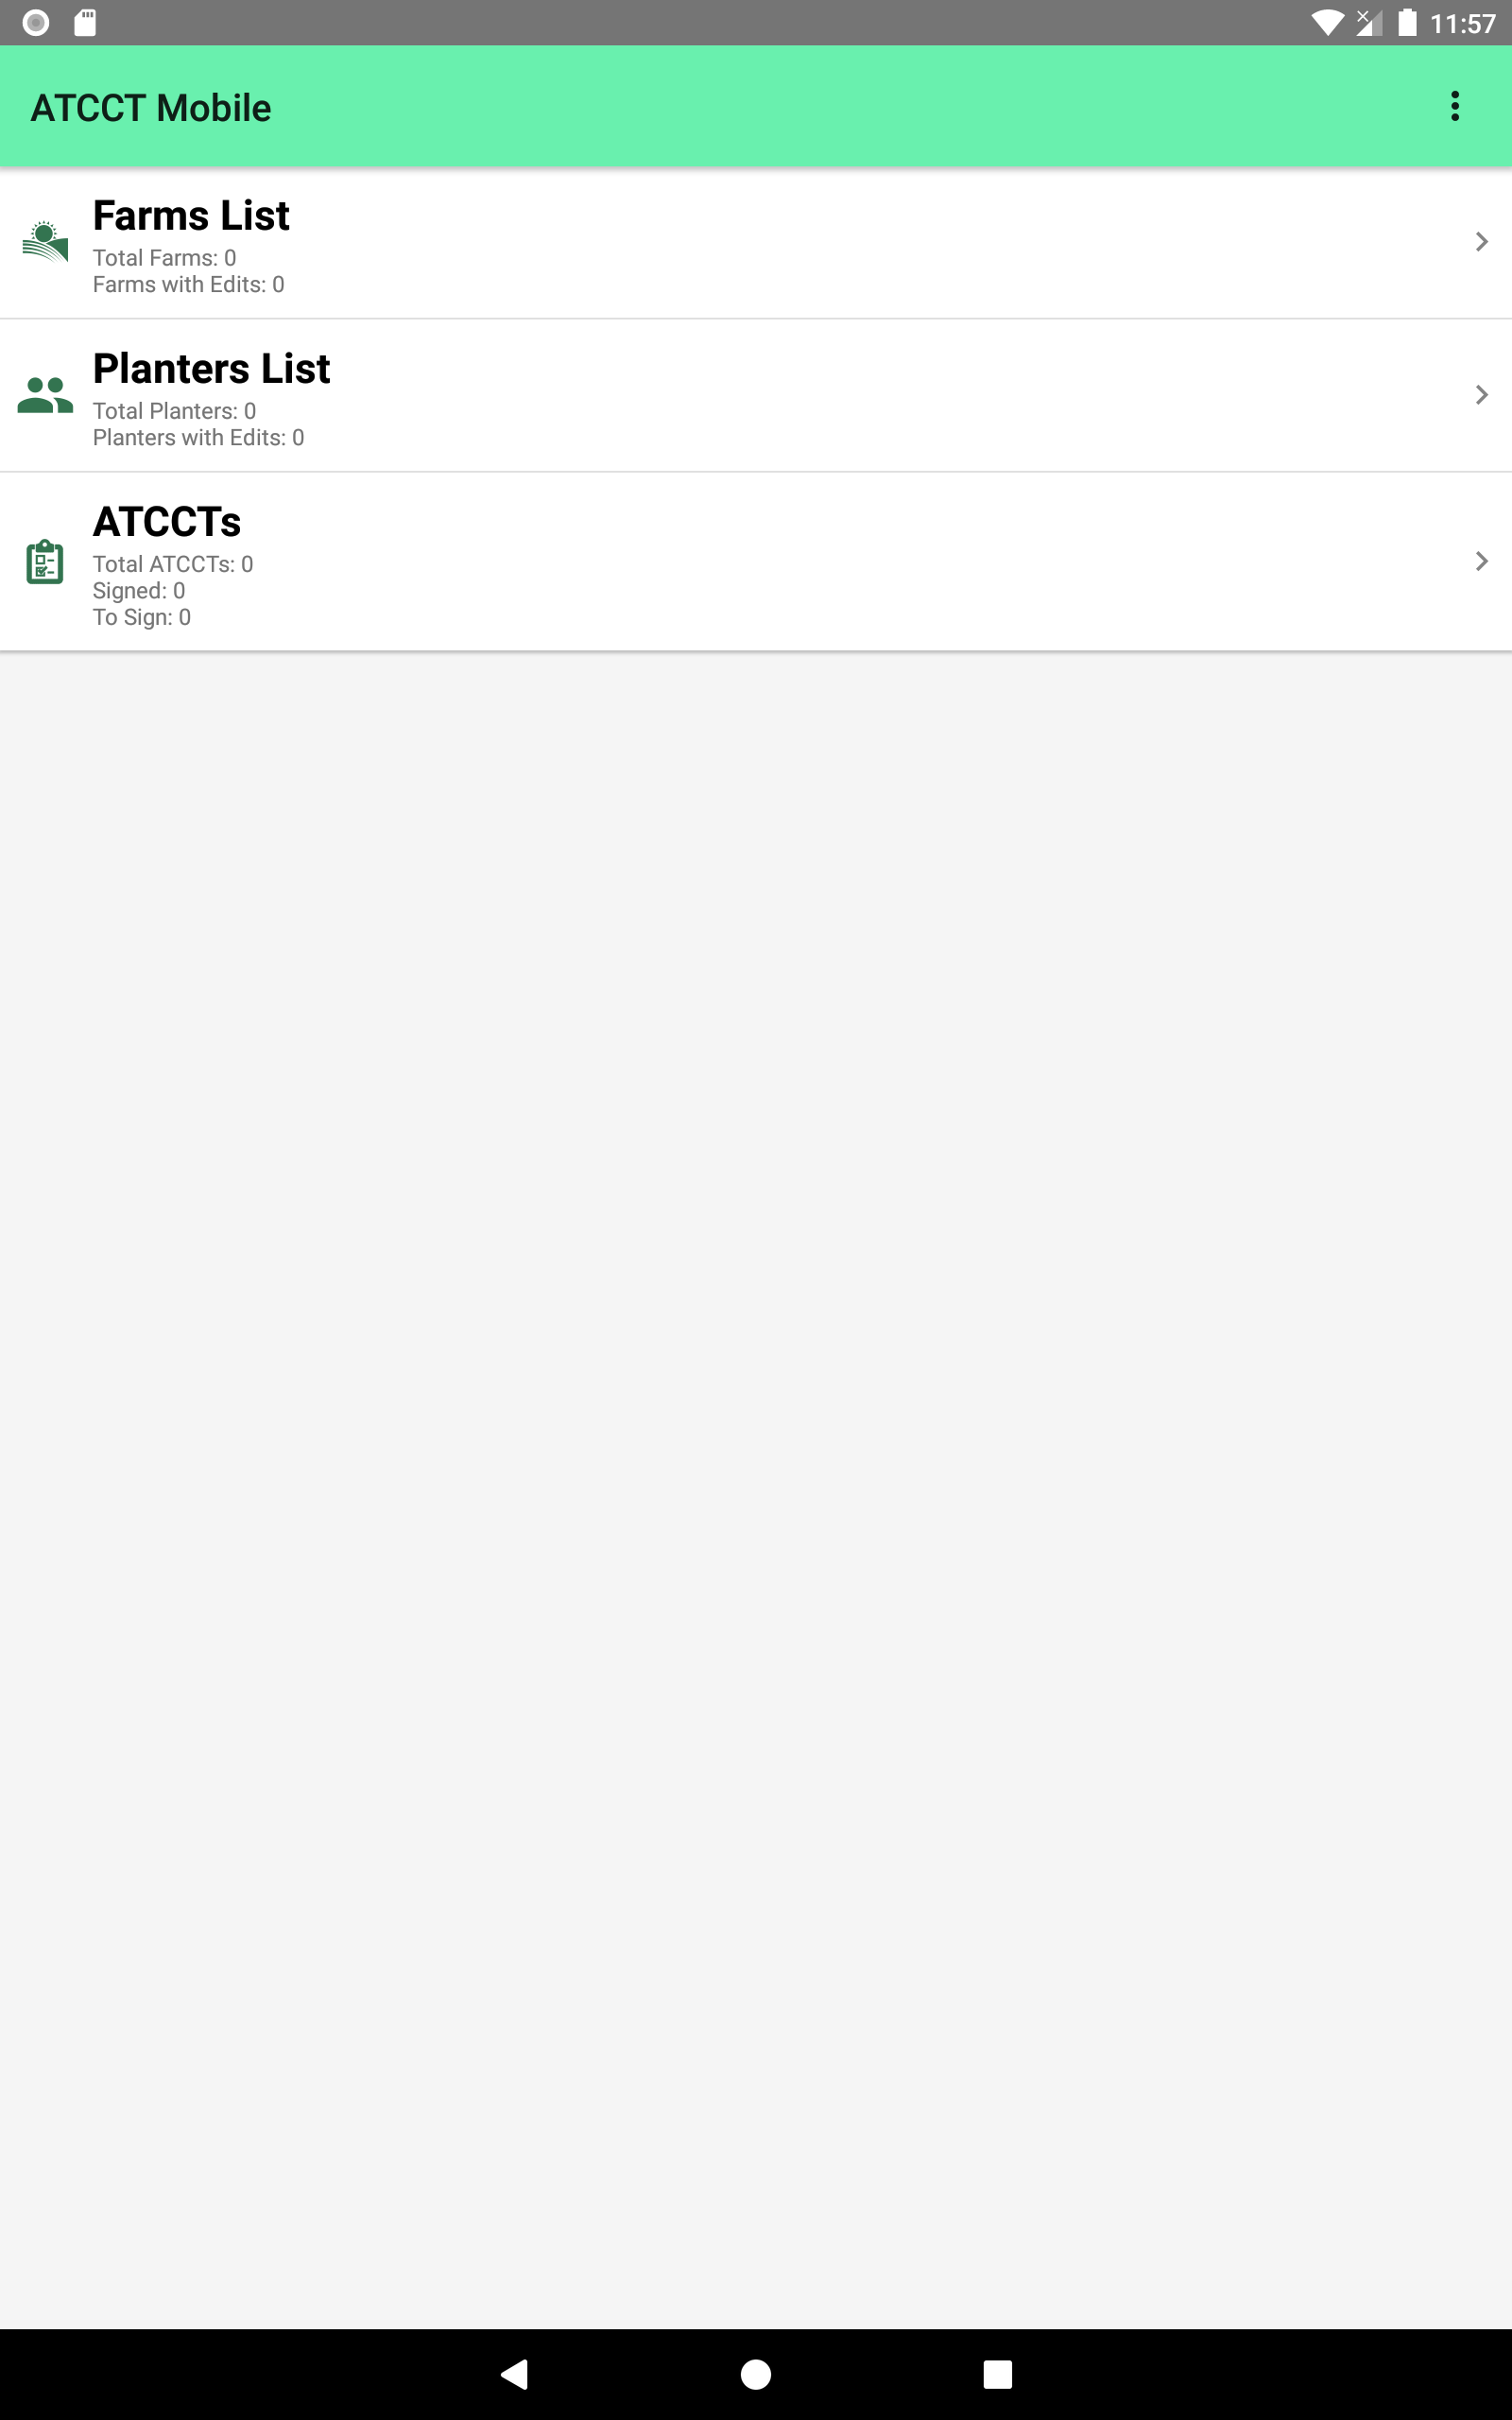 11:57
ATCCT Mobile
Farms List
Total Farms: 0
Farms with Edits: 0
Planters List
Total Planters: 0
Planters with Edits: 0
ATCCTs
Total ATCCTs: 0
Signed: 0
To Sign: 0